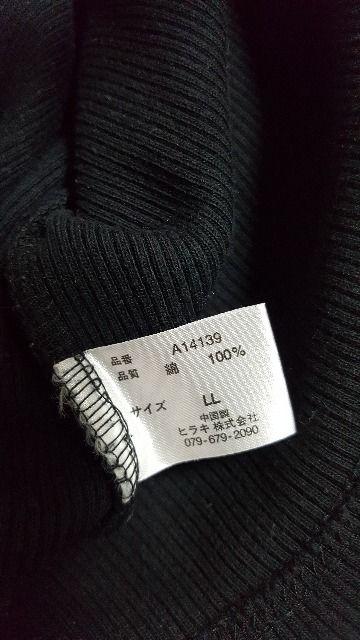 品番 A14139
品質 綿 100%
サイズ LL
中国製
ヒラキ 株式会社
079-679-2090